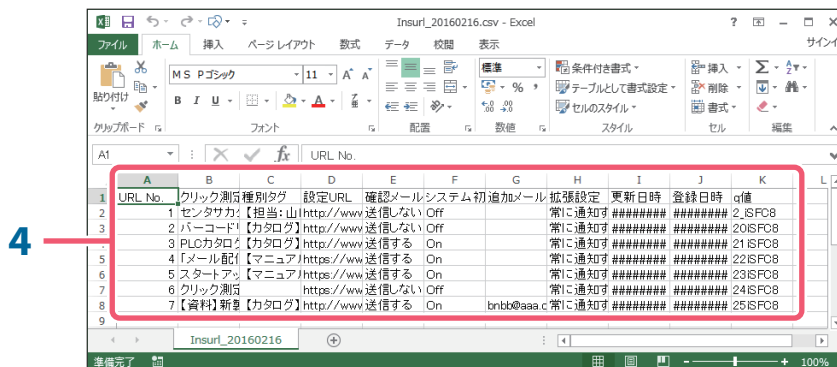 Insurl_20160216.csv - Excel
ファイル ホーム 挿入 ページ レイアウト 数式 データ 校閲 表示 サインイ
貼り付け
MS Pゴシック 11 A A
B I U A 亜
標準
% ,
条件付き書式
テーブルとして書式設定
セルのスタイル
挿入
削除
書式
クリップボード フォント 配置 数値 スタイル セル 編集
A1 fx URL No.
A B C D E F G H I J K L
1 URL No. クリック測定 種別タグ 設定URL 確認メール システム初 追加メール 拡張設定 更新日時 登録日時 q値
2 1 センサカタ 【担当:山 http://www 送信しない Off 常に通知す ######## ######## 2_iSFC8
3 2 バーコード 【カタログ】 http://www 送信しない Off 常に通知す ######## ######## 20iSFC8
4 3 PLCカタログ 【カタログ】 http://www 送信する On 常に通知す ######## ######## 21iSFC8
5 4 「メール配信 【マニュアル https://www 送信する On 常に通知す ######## ######## 22iSFC8
6 5 スタートアッ 【マニュアル https://www 送信する On 常に通知す ######## ######## 23iSFC8
7 6 クリック測定 https://www 送信しない Off 常に通知す ######## ######## 24iSFC8
8 7 【資料】新製 【カタログ】 http://www 送信する On bnbb@aaa.c 常に通知す ######## ######## 25iSFC8
9
4
Insurl_20160216
準備完了 100%